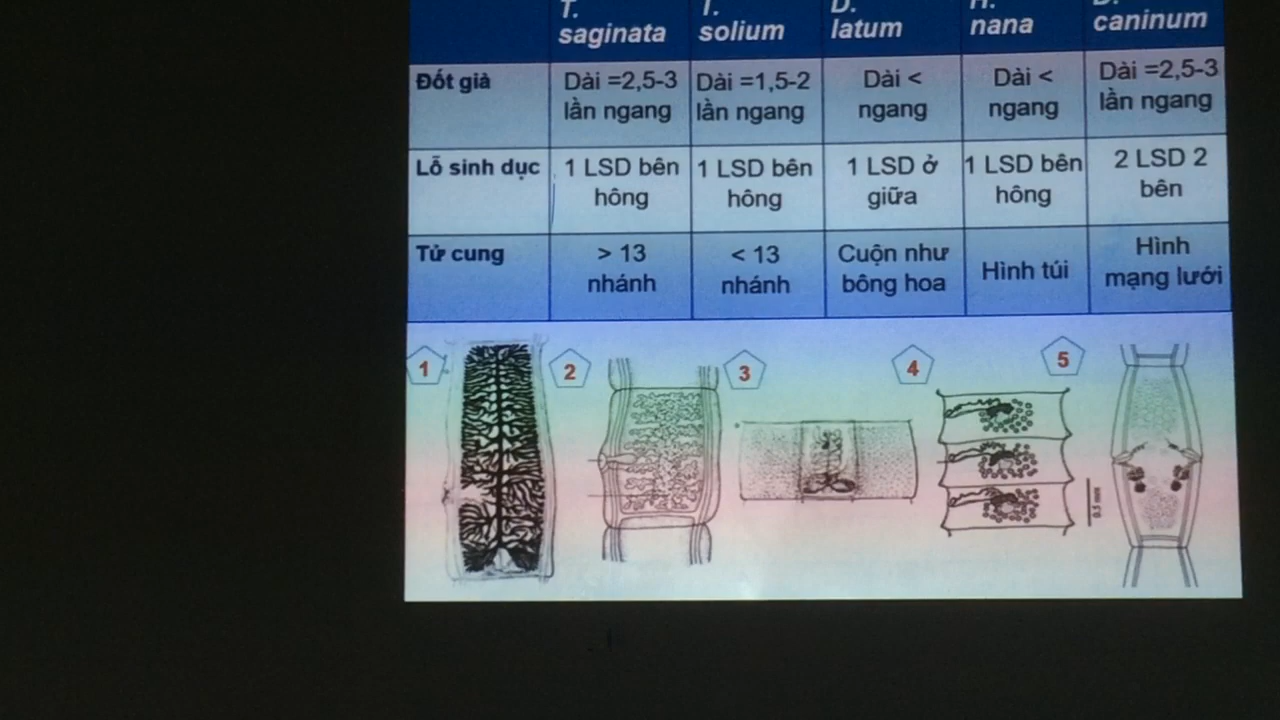 T. T. D. H. D.
saginata solium latum nana caninum
Đốt già Dài =2,5-3 Dài =1,5-2 Dài < Dài < Dài =2,5-3
lần ngang lần ngang ngang ngang lần ngang
Lỗ sinh dục 1 LSD bên 1 LSD bên 1 LSD ở 1 LSD bên 2 LSD 2
hông hông giữa hông bên
Tử cung > 13 < 13 Cuộn như Hình túi Hình
nhánh nhánh bông hoa mạng lưới
1 2 3 4 5
0.5 mm